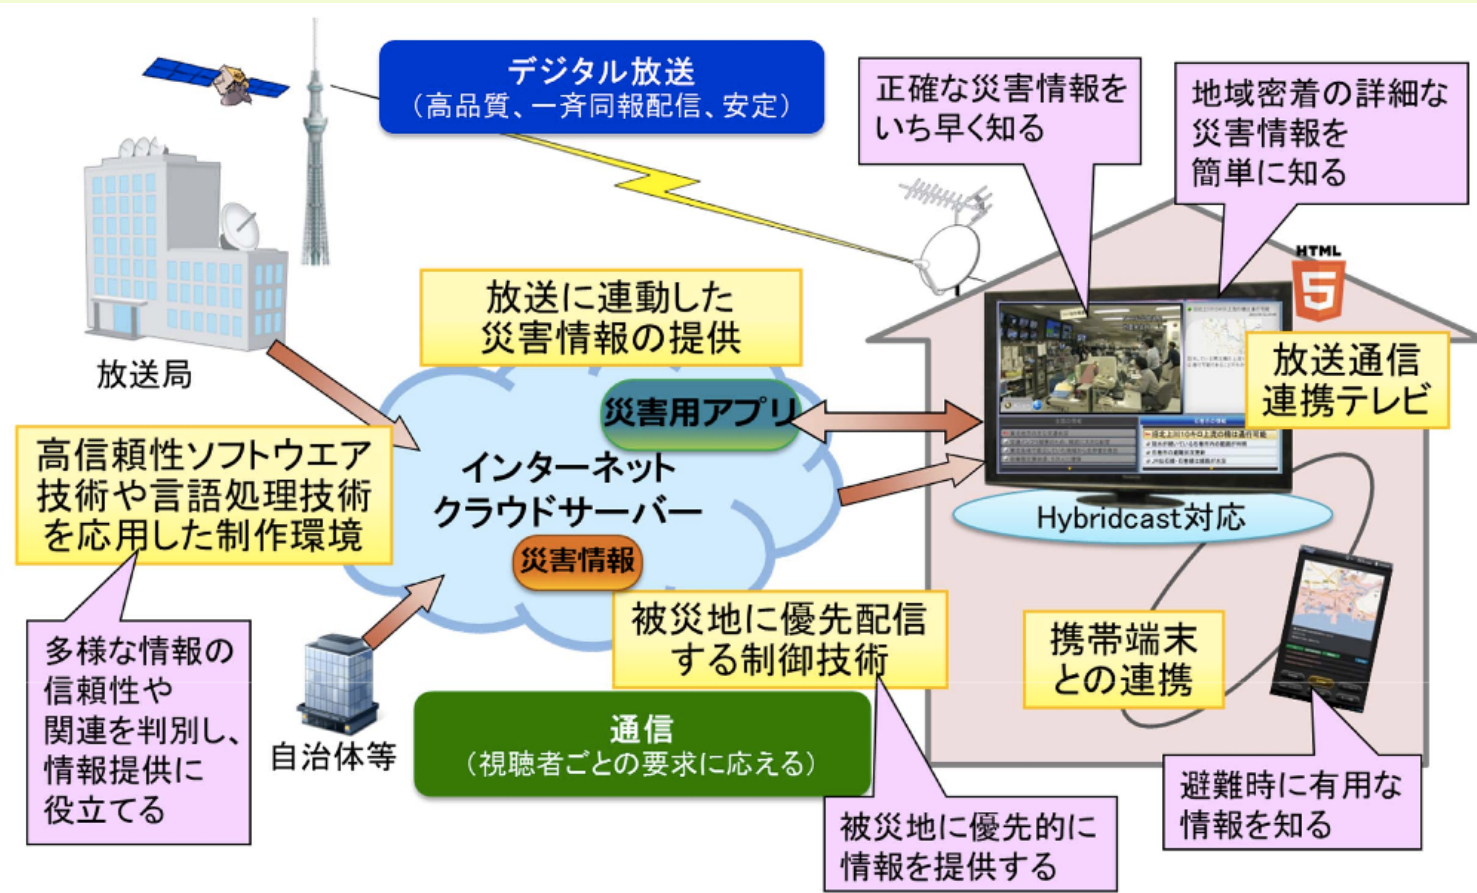 デジタル放送
（高品質、一斉同報配信、安定）
正確な災害情報を
いち早く知る
地域密着の詳細な
災害情報を
簡単に知る
HTML
5
放送に連動した
災害情報の提供
放送局
災害用アプリ
放送通信
連携テレビ
高信頼性ソフトウエア
技術や言語処理技術
を応用した制作環境
インターネット
クラウドサーバー
災害情報
Hybridcast対応
多様な情報の
信頼性や
関連を判別し、
情報提供に
役立てる
自治体等
被災地に優先配信
する制御技術
携帯端末
との連携
通信
（視聴者ごとの要求に応える）
被災地に優先的に
情報を提供する
避難時に有用な
情報を知る